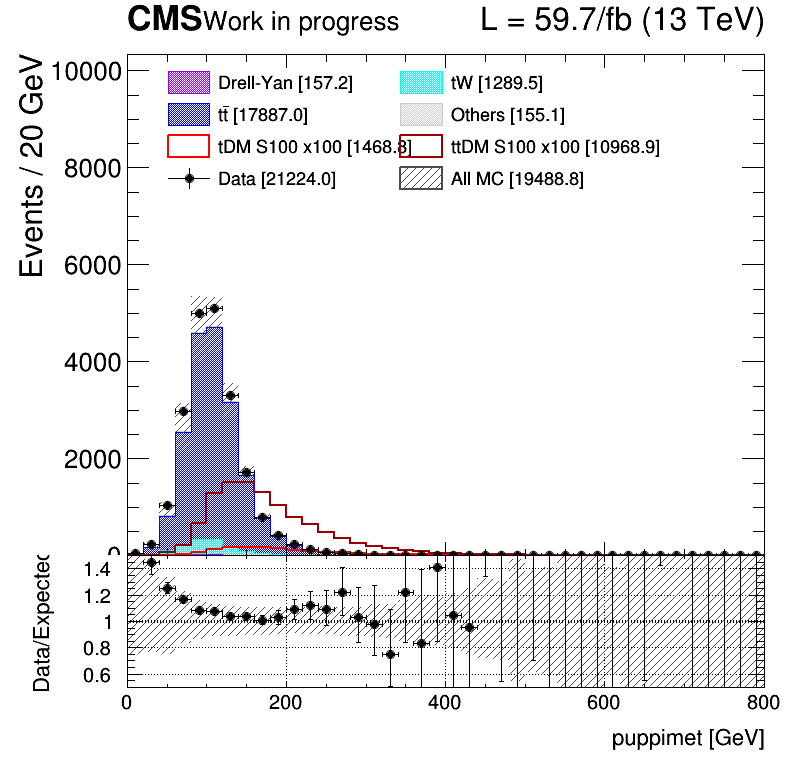 CMS Work in progress L = 59.7/fb (13 TeV)
Events / 20 GeV
10000
8000
6000
4000
2000
0
Drell-Yan [157.2] tW [1289.5]
tt̄ [17887.0] Others [155.1]
tDM S100 x100 [1468.8] ttDM S100 x100 [10968.9]
Data [21224.0] All MC [19488.8]
Data/Expected
1.4
1.2
1
0.8
0.6
0 200 400 600 800
puppimet [GeV]